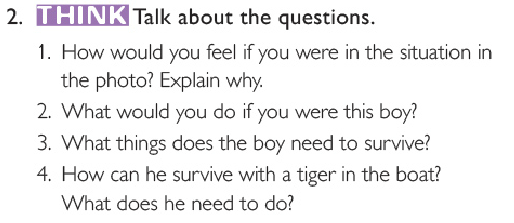 2. THINK Talk about the questions.
1. How would you feel if you were in the situation in
the photo? Explain why.
2. What would you do if you were this boy?
3. What things does the boy need to survive?
4. How can he survive with a tiger in the boat?
What does he need to do?